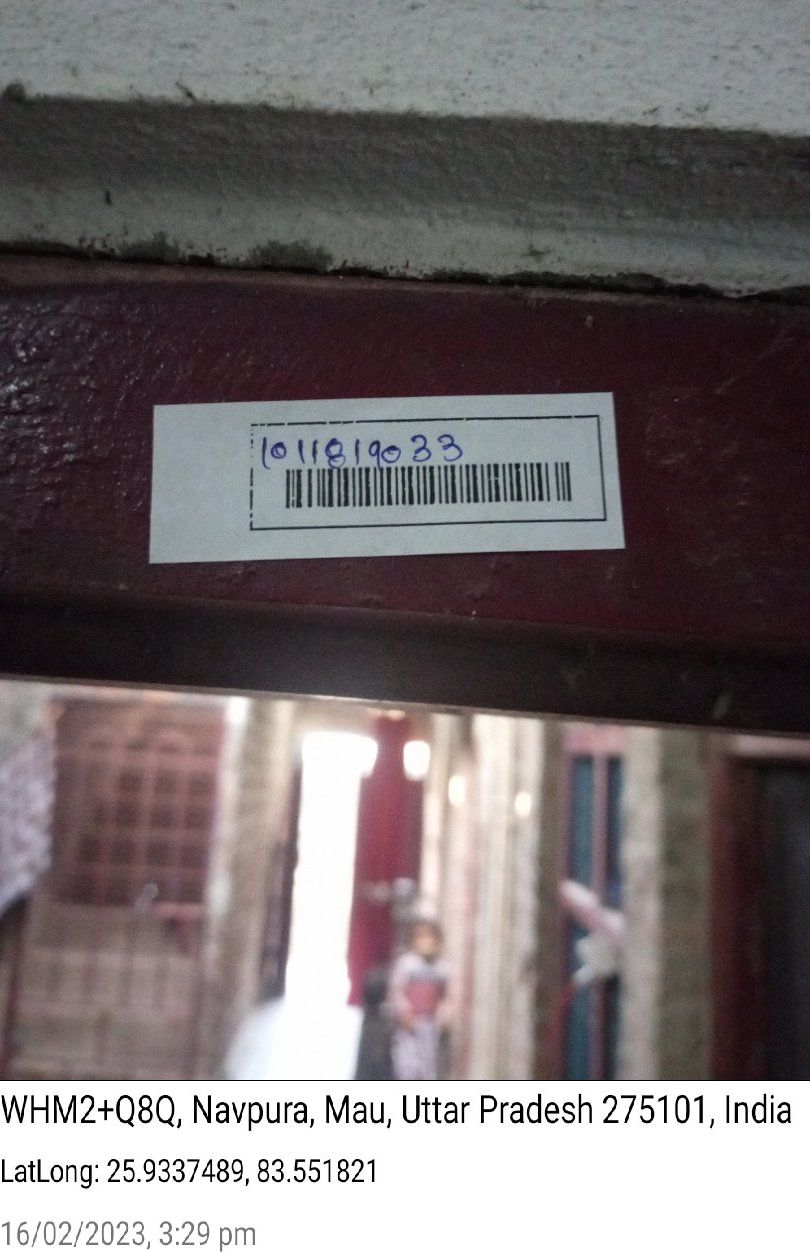 1011819033
WHM2+Q8Q, Navpura, Mau, Uttar Pradesh 275101, India
LatLong: 25.9337489, 83.551821
16/02/2023, 3:29 pm